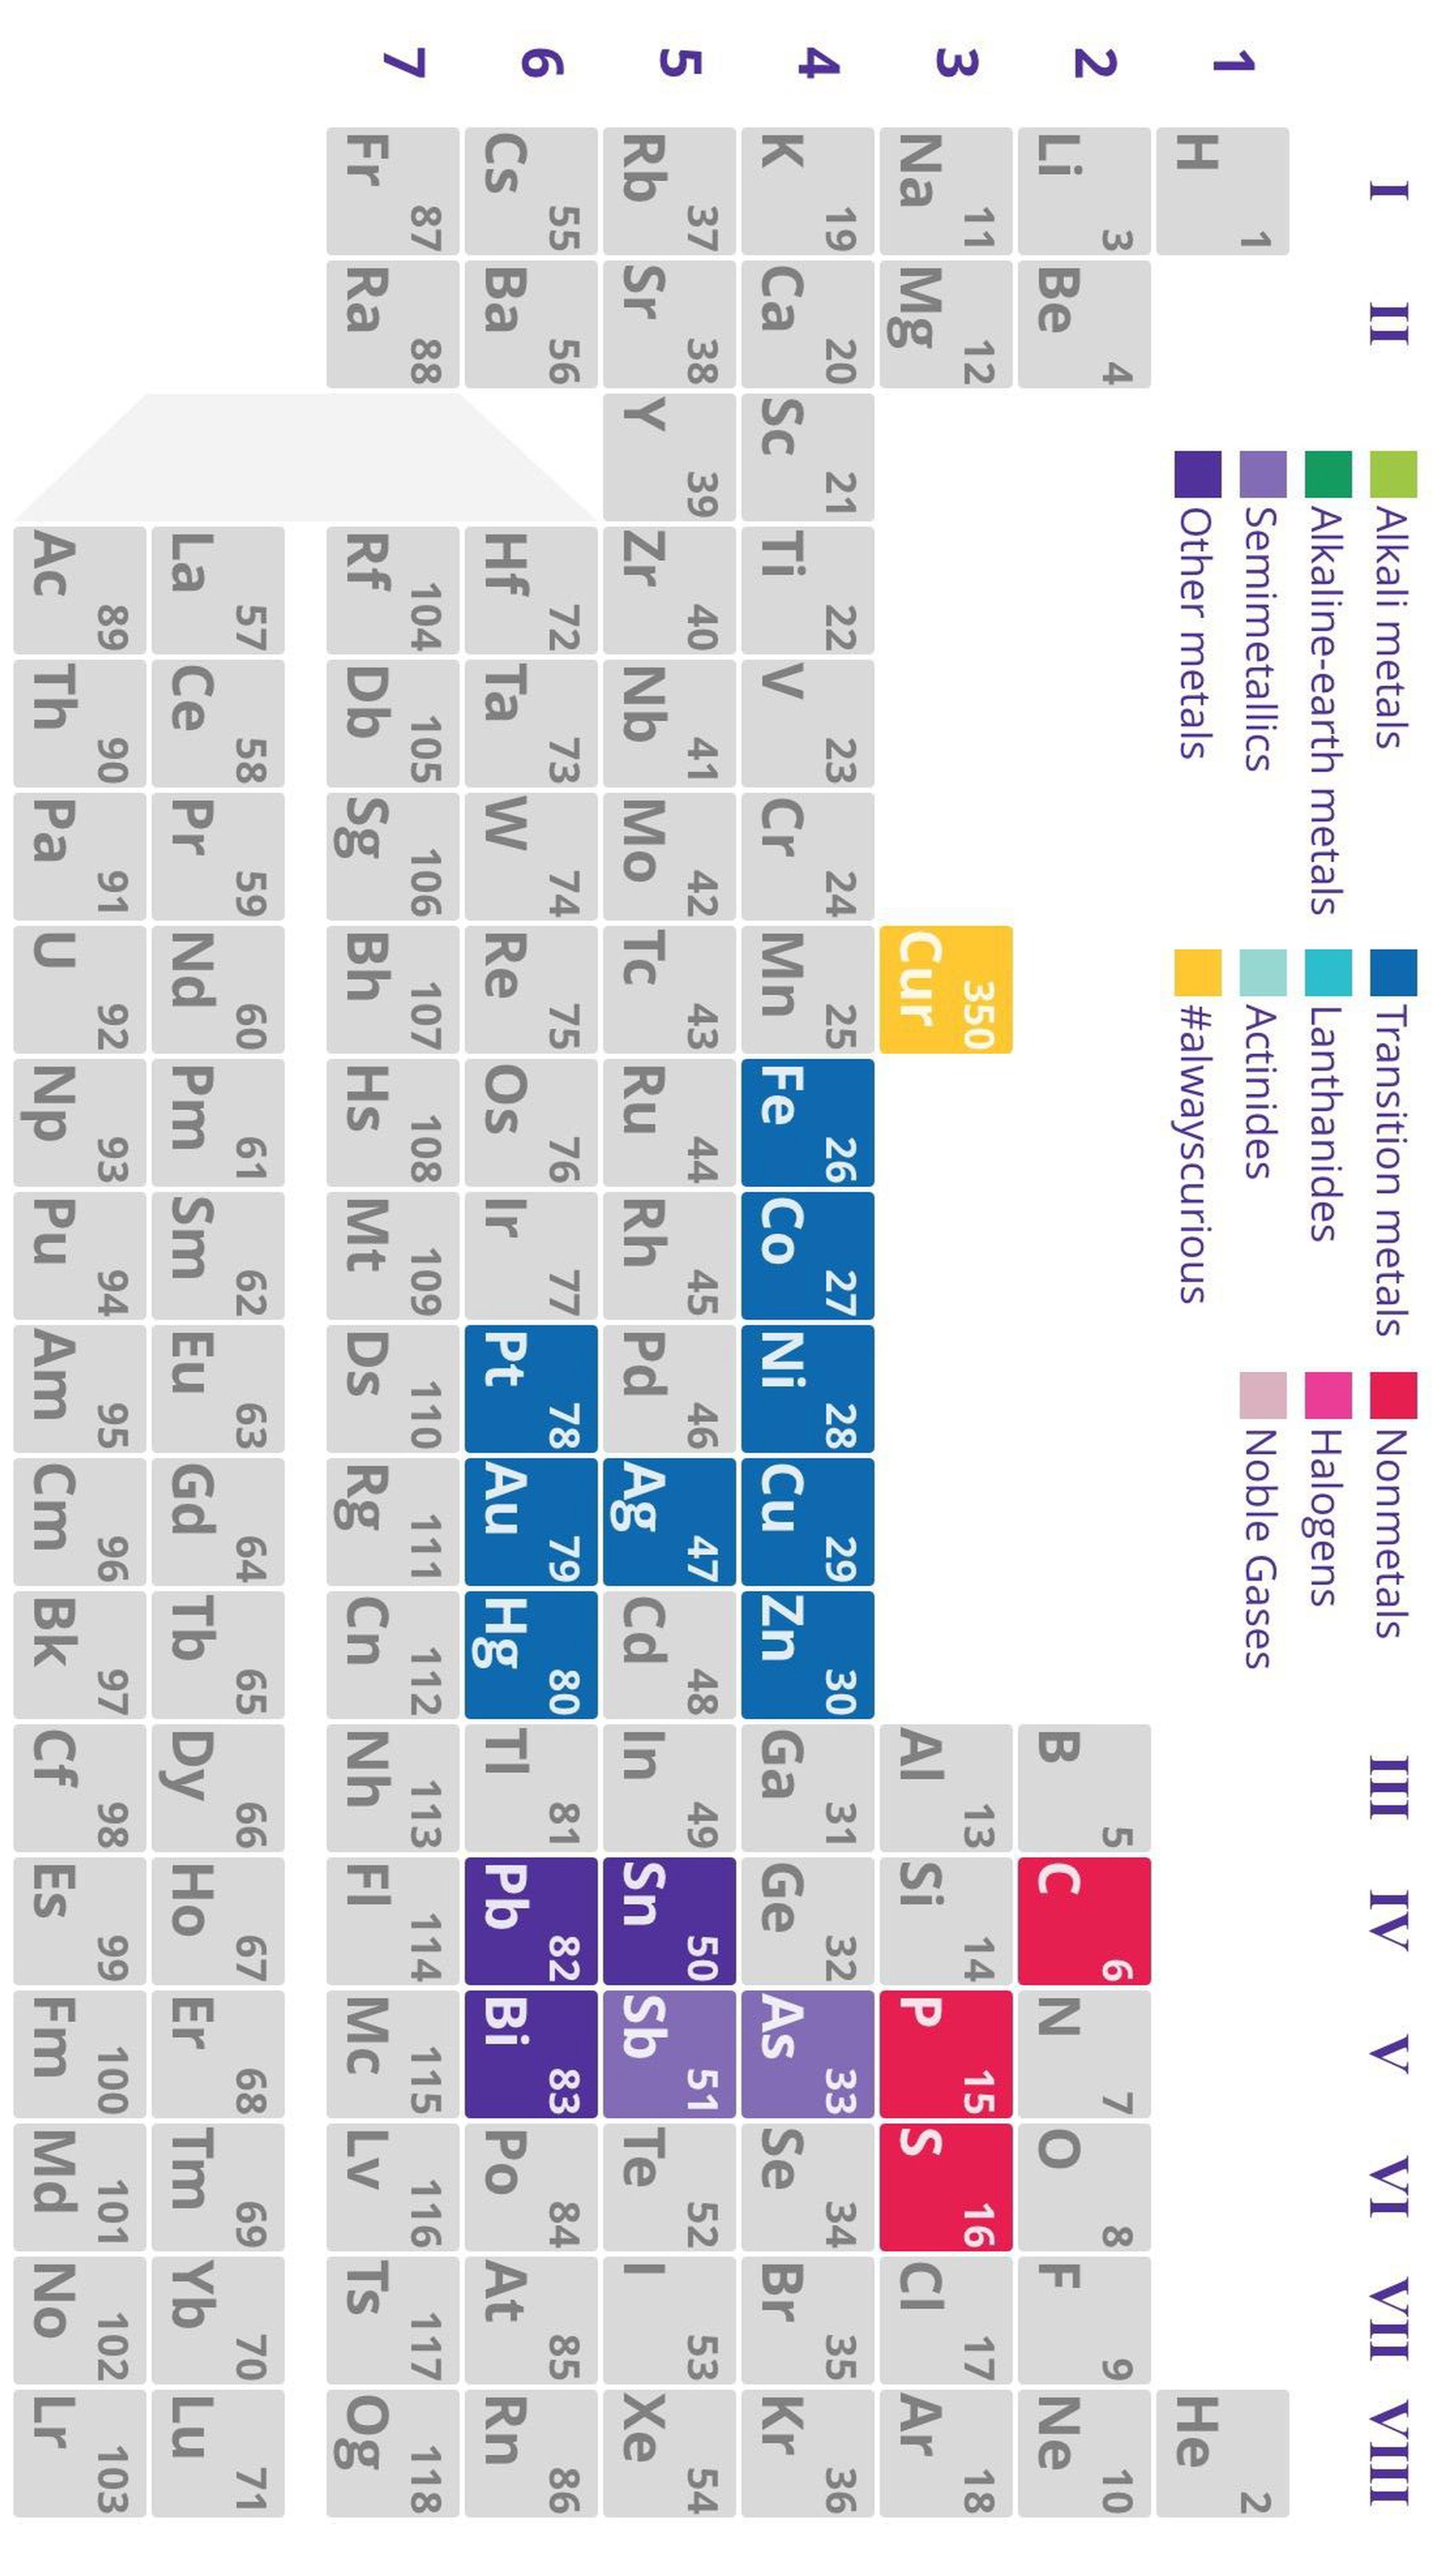 I II III IV V VI VII VIII
Alkali metals
Alkaline-earth metals
Semimetallics
Other metals
Transition metals
Lanthanides
Actinides
#alwayscurious
Nonmetals
Halogens
Noble Gases
1 H 1 He 2
2 Li 3 Be 4 B 5 C 6 N 7 O 8 F 9 Ne 10
3 Na 11 Mg 12 Cur 350 Al 13 Si 14 P 15 S 16 Cl 17 Ar 18
4 K 19 Ca 20 Sc 21 Ti 22 V 23 Cr 24 Mn 25 Fe 26 Co 27 Ni 28 Cu 29 Zn 30 Ga 31 Ge 32 As 33 Se 34 Br 35 Kr 36
5 Rb 37 Sr 38 Y 39 Zr 40 Nb 41 Mo 42 Tc 43 Ru 44 Rh 45 Pd 46 Ag 47 Cd 48 In 49 Sn 50 Sb 51 Te 52 I 53 Xe 54
6 Cs 55 Ba 56 Hf 72 Ta 73 W 74 Re 75 Os 76 Ir 77 Pt 78 Au 79 Hg 80 Tl 81 Pb 82 Bi 83 Po 84 At 85 Rn 86
7 Fr 87 Ra 88 Rf 104 Db 105 Sg 106 Bh 107 Hs 108 Mt 109 Ds 110 Rg 111 Cn 112 Nh 113 Fl 114 Mc 115 Lv 116 Ts 117 Og 118
La 57 Ce 58 Pr 59 Nd 60 Pm 61 Sm 62 Eu 63 Gd 64 Tb 65 Dy 66 Ho 67 Er 68 Tm 69 Yb 70 Lu 71
Ac 89 Th 90 Pa 91 U 92 Np 93 Pu 94 Am 95 Cm 96 Bk 97 Cf 98 Es 99 Fm 100 Md 101 No 102 Lr 103